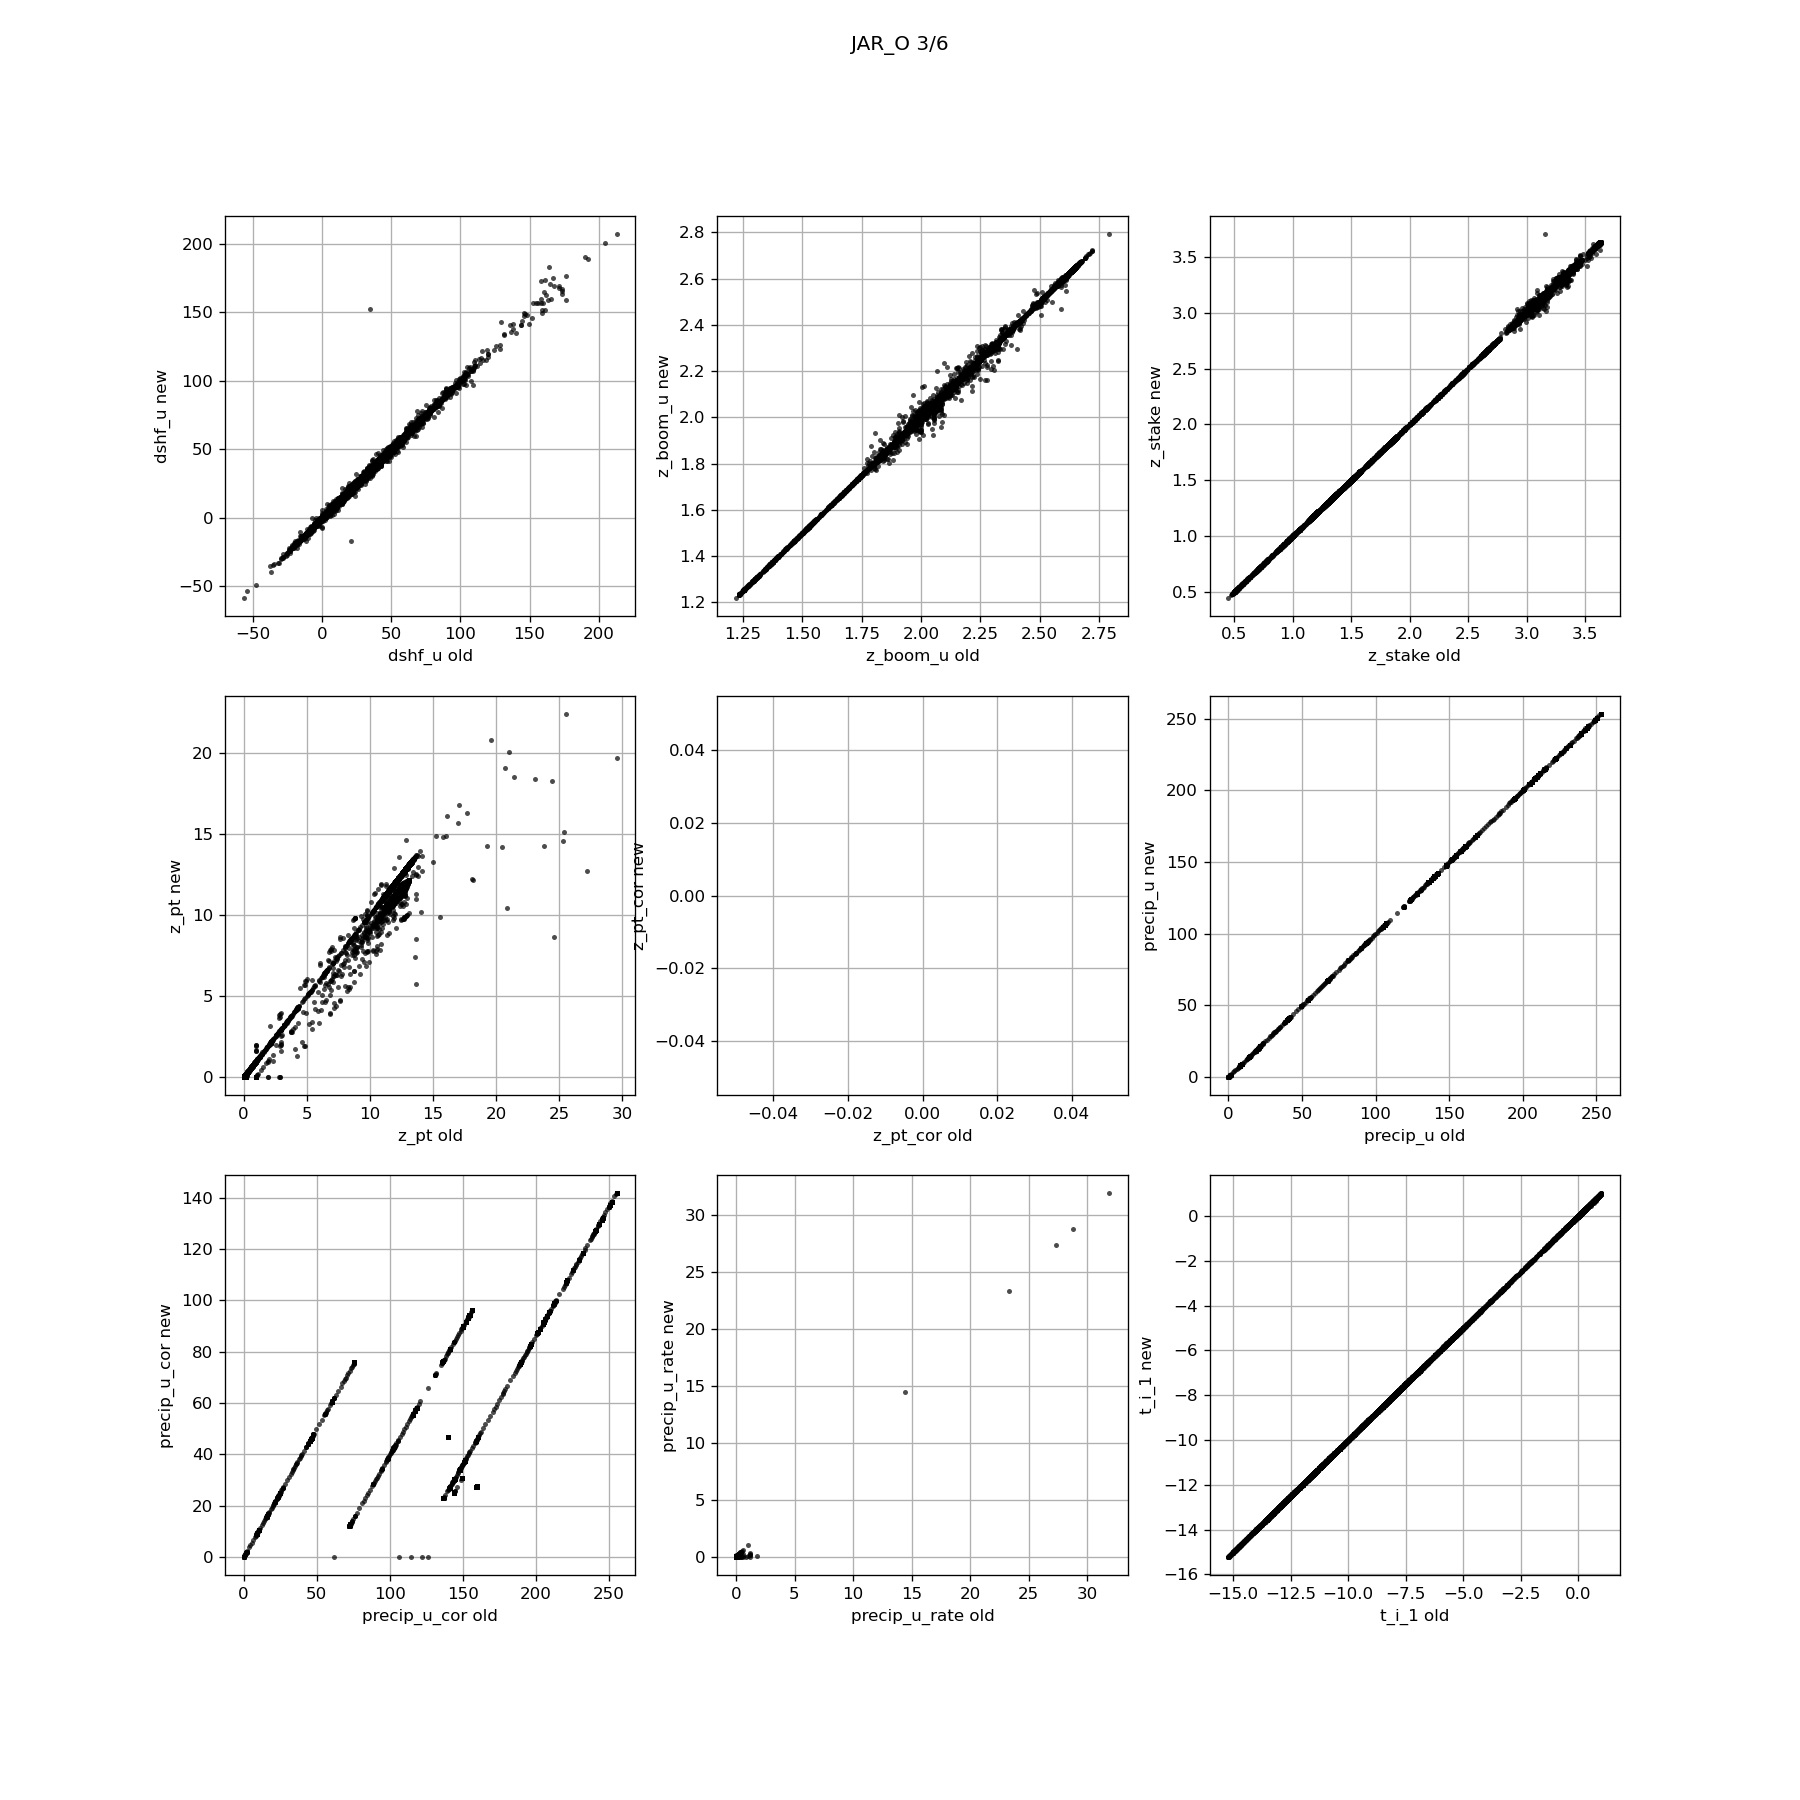 JAR_O 3/6
200
150
100
50
0
−50
dshf_u new
−50 0 50 100 150 200
dshf_u old
2.8
2.6
2.4
2.2
2.0
1.8
1.6
1.4
1.2
z_boom_u new
1.25 1.50 1.75 2.00 2.25 2.50 2.75
z_boom_u old
3.5
3.0
2.5
2.0
1.5
1.0
0.5
z_stake new
0.5 1.0 1.5 2.0 2.5 3.0 3.5
z_stake old
20
15
10
5
0
z_pt new
0 5 10 15 20 25 30
z_pt old
0.04
0.02
0.00
−0.02
−0.04
z_pt_cor new
−0.04 −0.02 0.00 0.02 0.04
z_pt_cor old
250
200
150
100
50
0
precip_u new
0 50 100 150 200 250
precip_u old
140
120
100
80
60
40
20
0
precip_u_cor new
0 50 100 150 200 250
precip_u_cor old
30
25
20
15
10
5
0
precip_u_rate new
0 5 10 15 20 25 30
precip_u_rate old
0
−2
−4
−6
−8
−10
−12
−14
−16
t_i_1 new
−15.0 −12.5 −10.0 −7.5 −5.0 −2.5 0.0
t_i_1 old